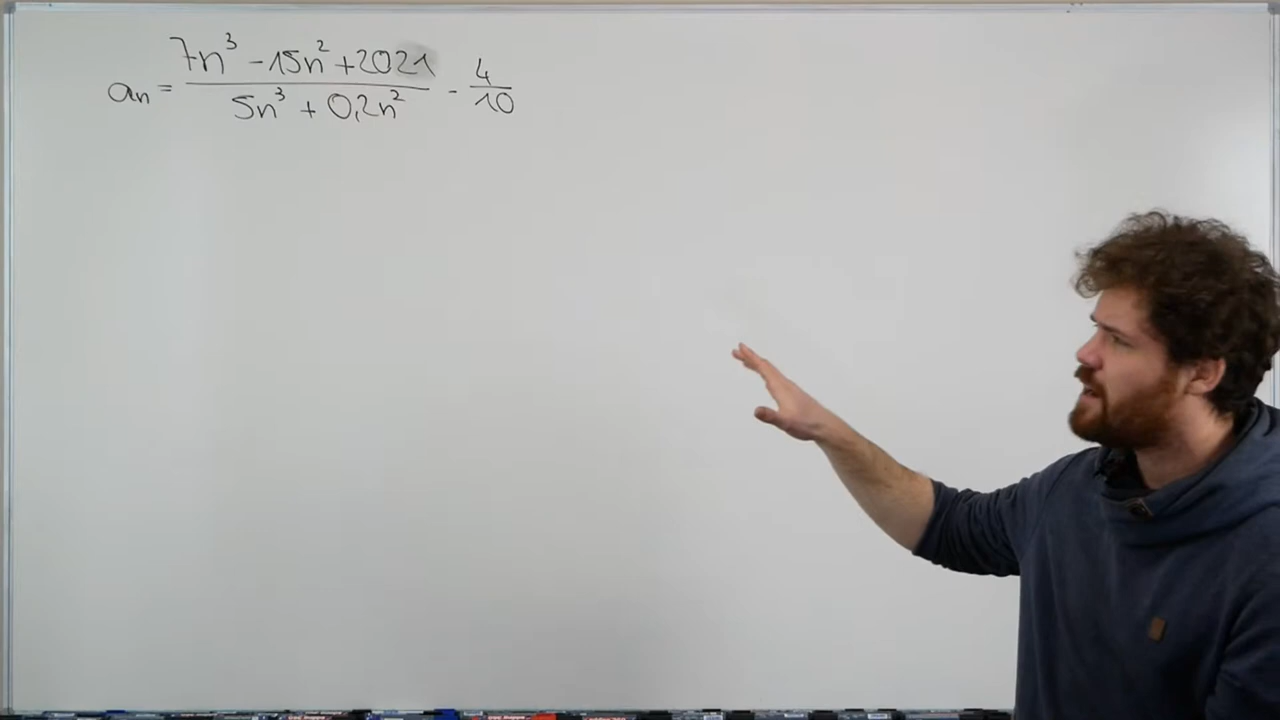 aₙ = (7n³ - 15n² + 2021)/(5n³ + 0,2n²) - 4/10